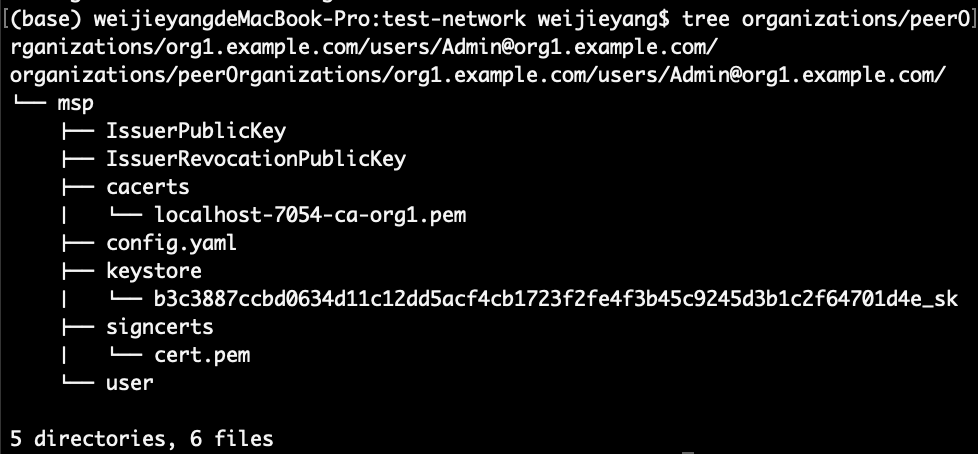 [(base) weijieyangdeMacBook-Pro:test-network weijieyang$ tree organizations/peerO]
rganizations/org1.example.com/users/Admin@org1.example.com/
organizations/peerOrganizations/org1.example.com/users/Admin@org1.example.com/
└── msp
    ├── IssuerPublicKey
    ├── IssuerRevocationPublicKey
    ├── cacerts
    │   └── localhost-7054-ca-org1.pem
    ├── config.yaml
    ├── keystore
    │   └── b3c3887ccbd0634d11c12dd5acf4cb1723f2fe4f3b45c9245d3b1c2f64701d4e_sk
    ├── signcerts
    │   └── cert.pem
    └── user
5 directories, 6 files